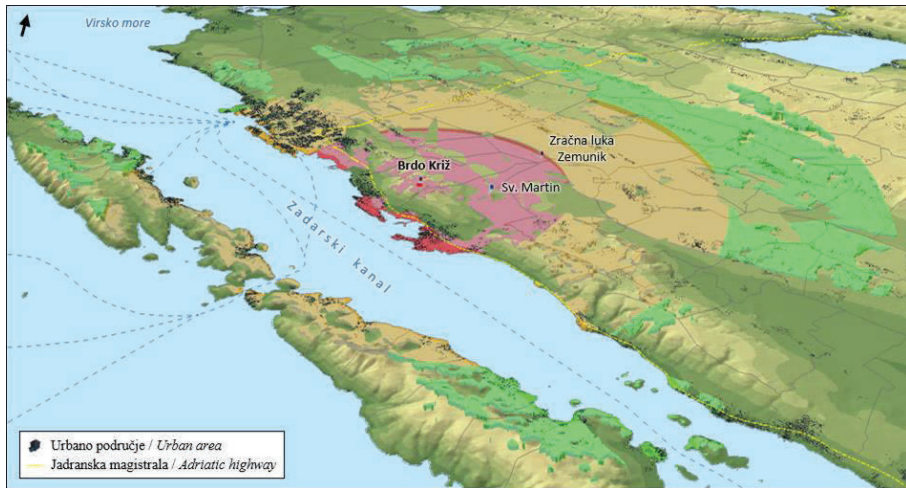 Virsko more
Zračna luka
Zemunik
Brdo Križ
Sv. Martin
Zadarski kanal
Urbano područje / Urban area
Jadranska magistrala / Adriatic highway